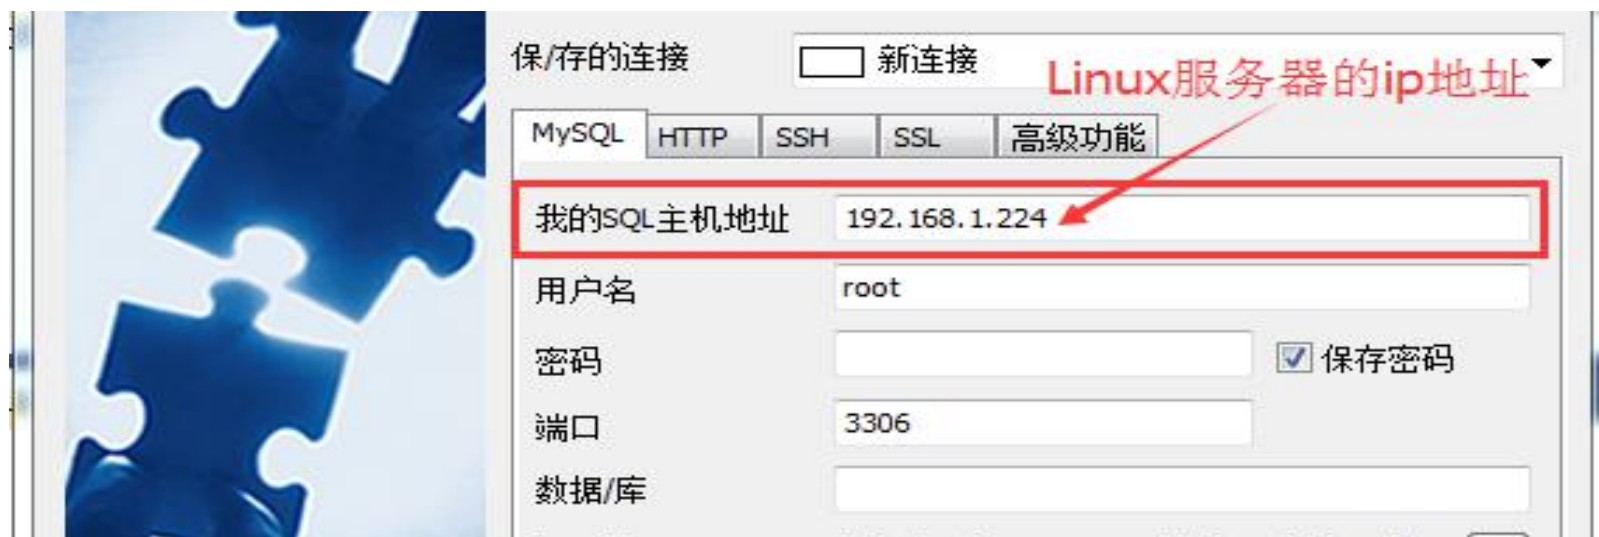 保/存的连接 新连接
Linux服务器的ip地址
MySQL HTTP SSH SSL 高级功能
我的SQL主机地址 192.168.1.224
用户名 root
密码 保存密码
端口 3306
数据/库